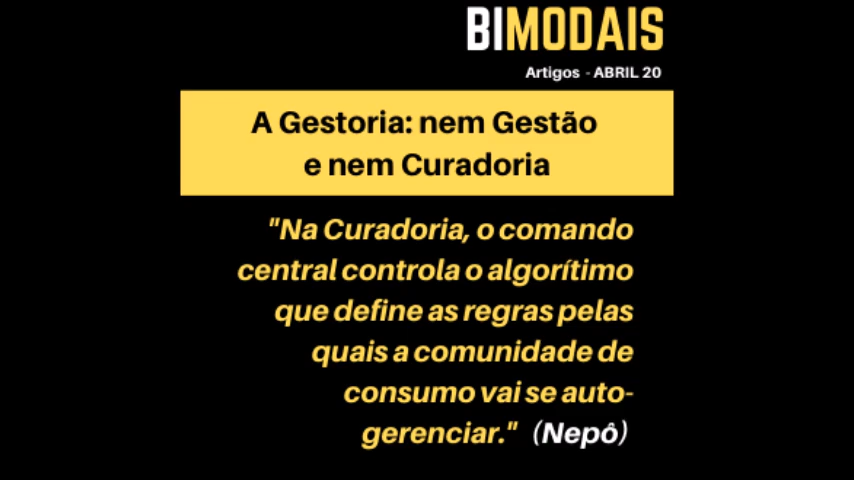 BIMODAIS
Artigos - ABRIL 20
A Gestoria: nem Gestão
e nem Curadoria
"Na Curadoria, o comando
central controla o algorítimo
que define as regras pelas
quais a comunidade de
consumo vai se auto-
gerenciar." (Nepô)